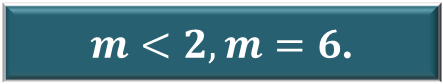 m < 2, m = 6.